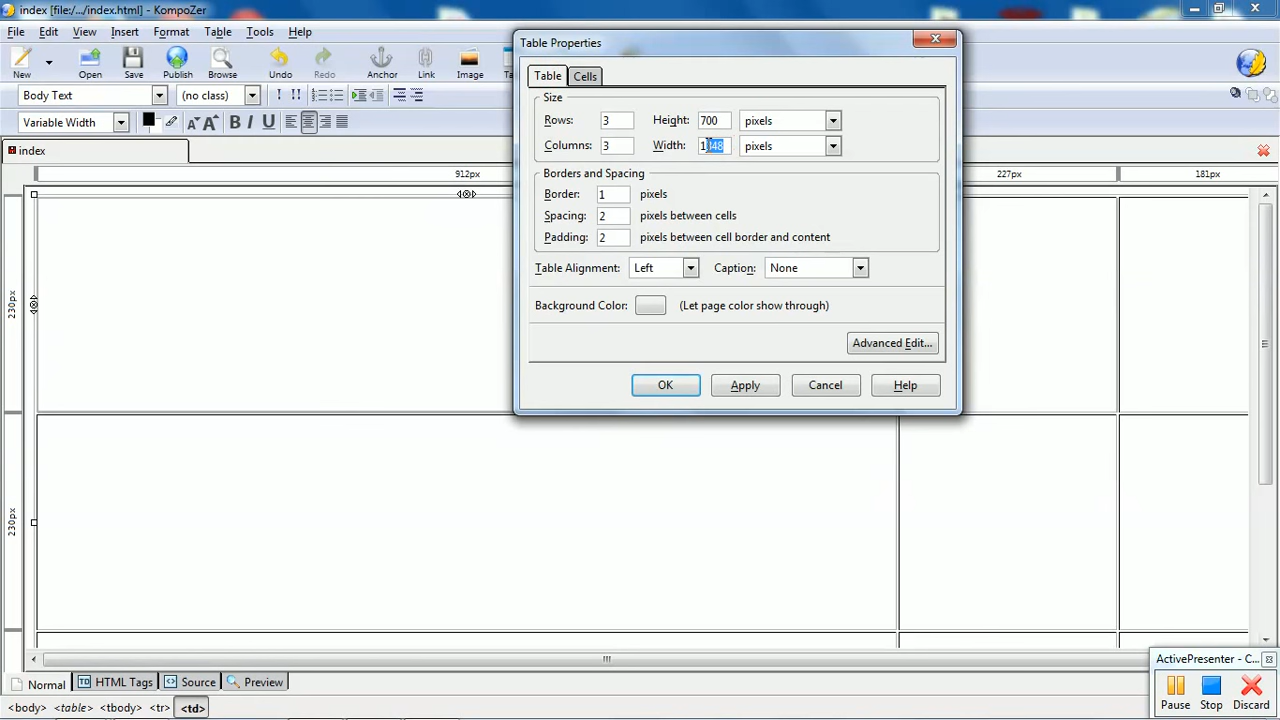 index [file:/.../index.html] - KompoZer
File Edit View Insert Format Table Tools Help
New Open Save Publish Browse Undo Redo Anchor Link Image
Body Text (no class)
Variable Width
index
912px 227px 181px
230px
230px
Table Properties
Table Cells
Size
Rows: 3 Height: 700 pixels
Columns: 3 Width: pixels
Borders and Spacing
Border: 1 pixels
Spacing: 2 pixels between cells
Padding: 2 pixels between cell border and content
Table Alignment: Left Caption: None
Background Color: (Let page color show through)
Advanced Edit...
OK Apply Cancel Help
Normal HTML Tags Source Preview
<body> <table> <tbody> <tr> <td>
ActivePresenter - C...
Pause Stop Discard